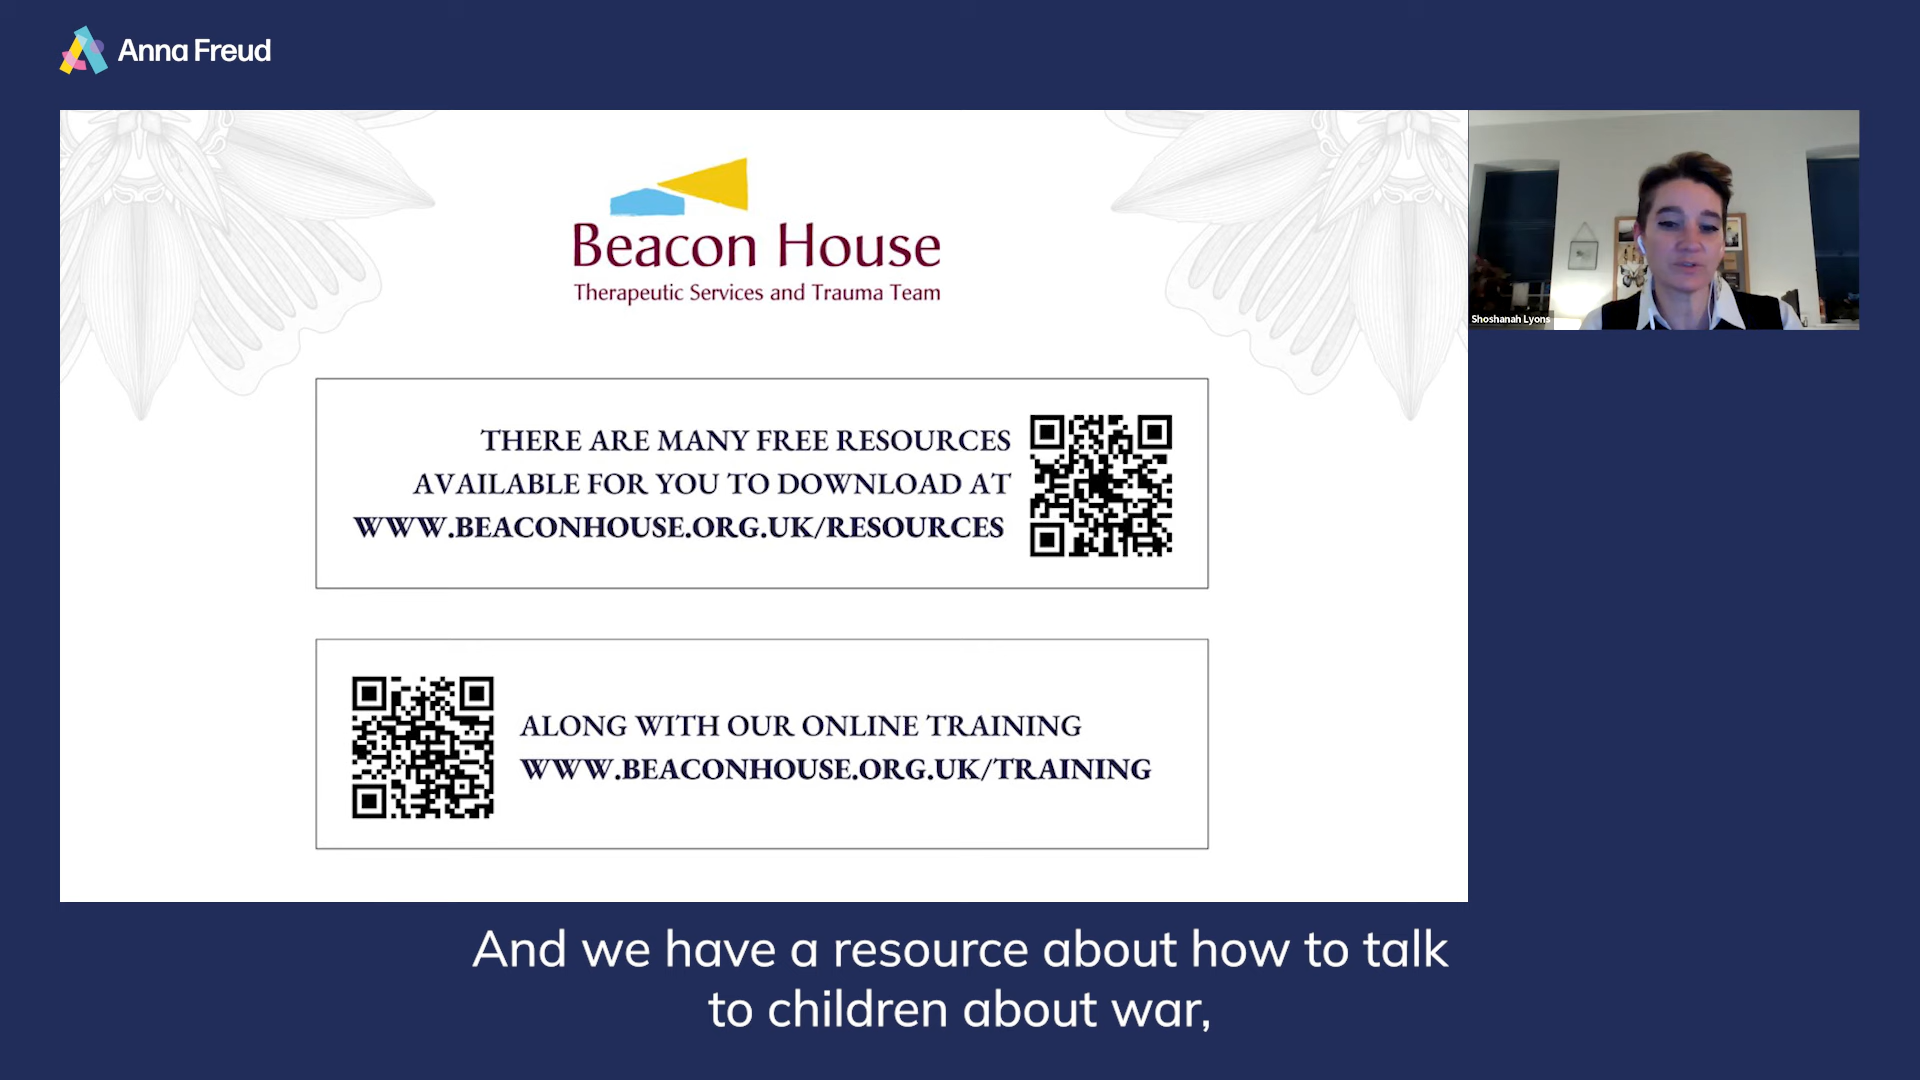 Anna Freud
Beacon House
Therapeutic Services and Trauma Team
Shoshanah Lyons
THERE ARE MANY FREE RESOURCES
AVAILABLE FOR YOU TO DOWNLOAD AT
WWW.BEACONHOUSE.ORG.UK/RESOURCES
ALONG WITH OUR ONLINE TRAINING
WWW.BEACONHOUSE.ORG.UK/TRAINING
And we have a resource about how to talk
to children about war,